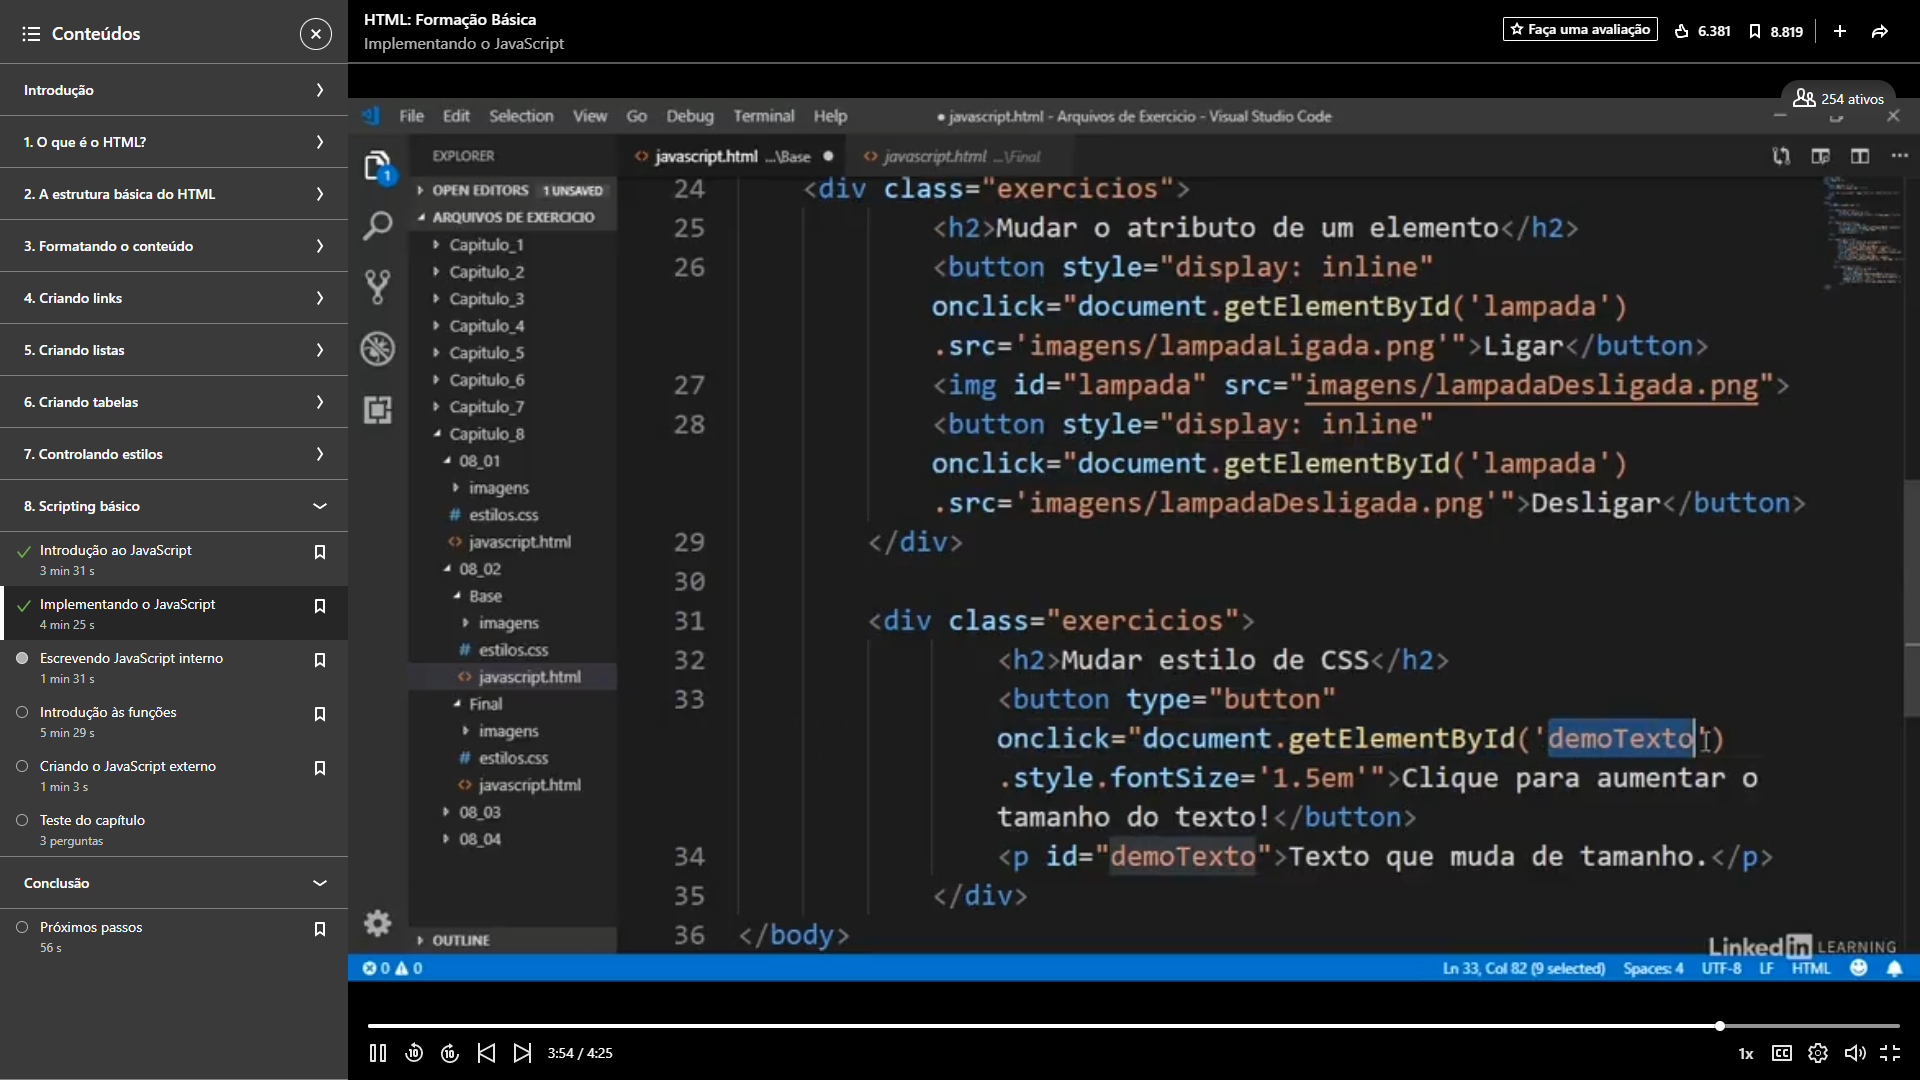 Conteúdos
Introdução
1. O que é o HTML?
2. A estrutura básica do HTML
3. Formatando o conteúdo
4. Criando links
5. Criando listas
6. Criando tabelas
7. Controlando estilos
8. Scripting básico
Introdução ao JavaScript
3 min 31 s
Implementando o JavaScript
4 min 25 s
Escrevendo JavaScript interno
1 min 31 s
Introdução às funções
5 min 29 s
Criando o JavaScript externo
1 min 3 s
Teste do capítulo
3 perguntas
Conclusão
Próximos passos
56 s
HTML: Formação Básica
Implementando o JavaScript
Faça uma avaliação
6.381
8.819
254 ativos
File Edit Selection View Go Debug Terminal Help
● javascript.html - Arquivos de Exercicio - Visual Studio Code
EXPLORER
1
OPEN EDITORS 1 UNSAVED
ARQUIVOS DE EXERCICIO
Capitulo_1
Capitulo_2
Capitulo_3
Capitulo_4
Capitulo_5
Capitulo_6
Capitulo_7
Capitulo_8
08_01
imagens
# estilos.css
<> javascript.html
08_02
Base
imagens
# estilos.css
<> javascript.html
Final
imagens
# estilos.css
<> javascript.html
08_03
08_04
OUTLINE
<> javascript.html ...\Base ●
<> javascript.html ...\Final
24 <div class="exercicios">
25 <h2>Mudar o atributo de um elemento</h2>
26 <button style="display: inline"
onclick="document.getElementById('lampada')
.src='imagens/lampadaLigada.png'">Ligar</button>
27 <img id="lampada" src="imagens/lampadaDesligada.png">
28 <button style="display: inline"
onclick="document.getElementById('lampada')
.src='imagens/lampadaDesligada.png'">Desligar</button>
29 </div>
30
31 <div class="exercicios">
32 <h2>Mudar estilo de CSS</h2>
33 <button type="button"
onclick="document.getElementById('demoTexto')
.style.fontSize='1.5em'">Clique para aumentar o
tamanho do texto!</button>
34 <p id="demoTexto">Texto que muda de tamanho.</p>
35 </div>
36 </body>
Linked in LEARNING
0 0
Ln 33, Col 82 (9 selected) Spaces: 4 UTF-8 LF HTML
10 10
3:54 / 4:25
1x
CC